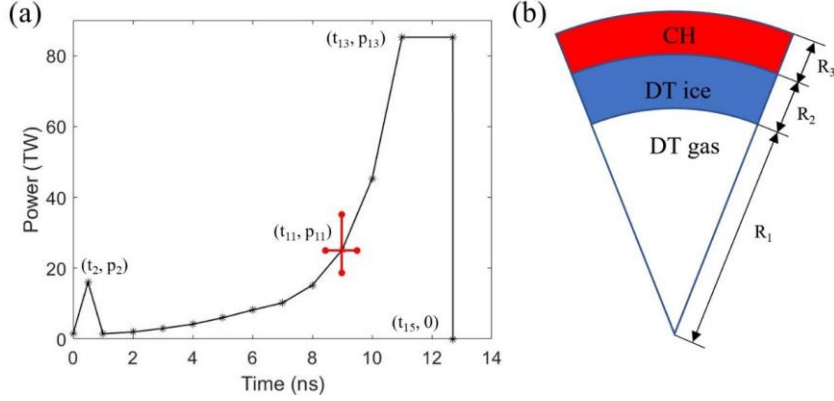 (a)
(t₁₃, p₁₃)
80
60
40
20
0
Power (TW)
(t₁₁, p₁₁)
(t₂, p₂)
(t₁₅, 0)
0 2 4 6 8 10 12 14
Time (ns)
(b)
CH
DT ice
DT gas
R₃
R₂
R₁